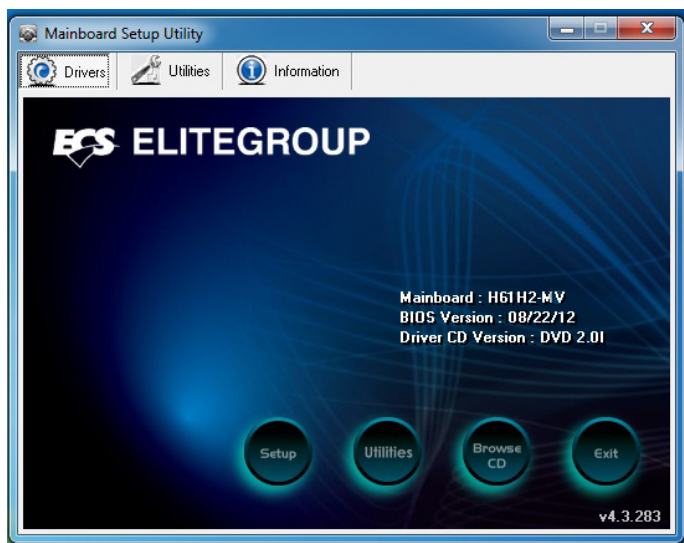 Mainboard Setup Utility
Drivers Utilities Information
ECS ELITEGROUP
Mainboard : H61H2-MV
BIOS Version : 08/22/12
Driver CD Version : DVD 2.0I
Setup Utilities Browse CD Exit
v4.3.283